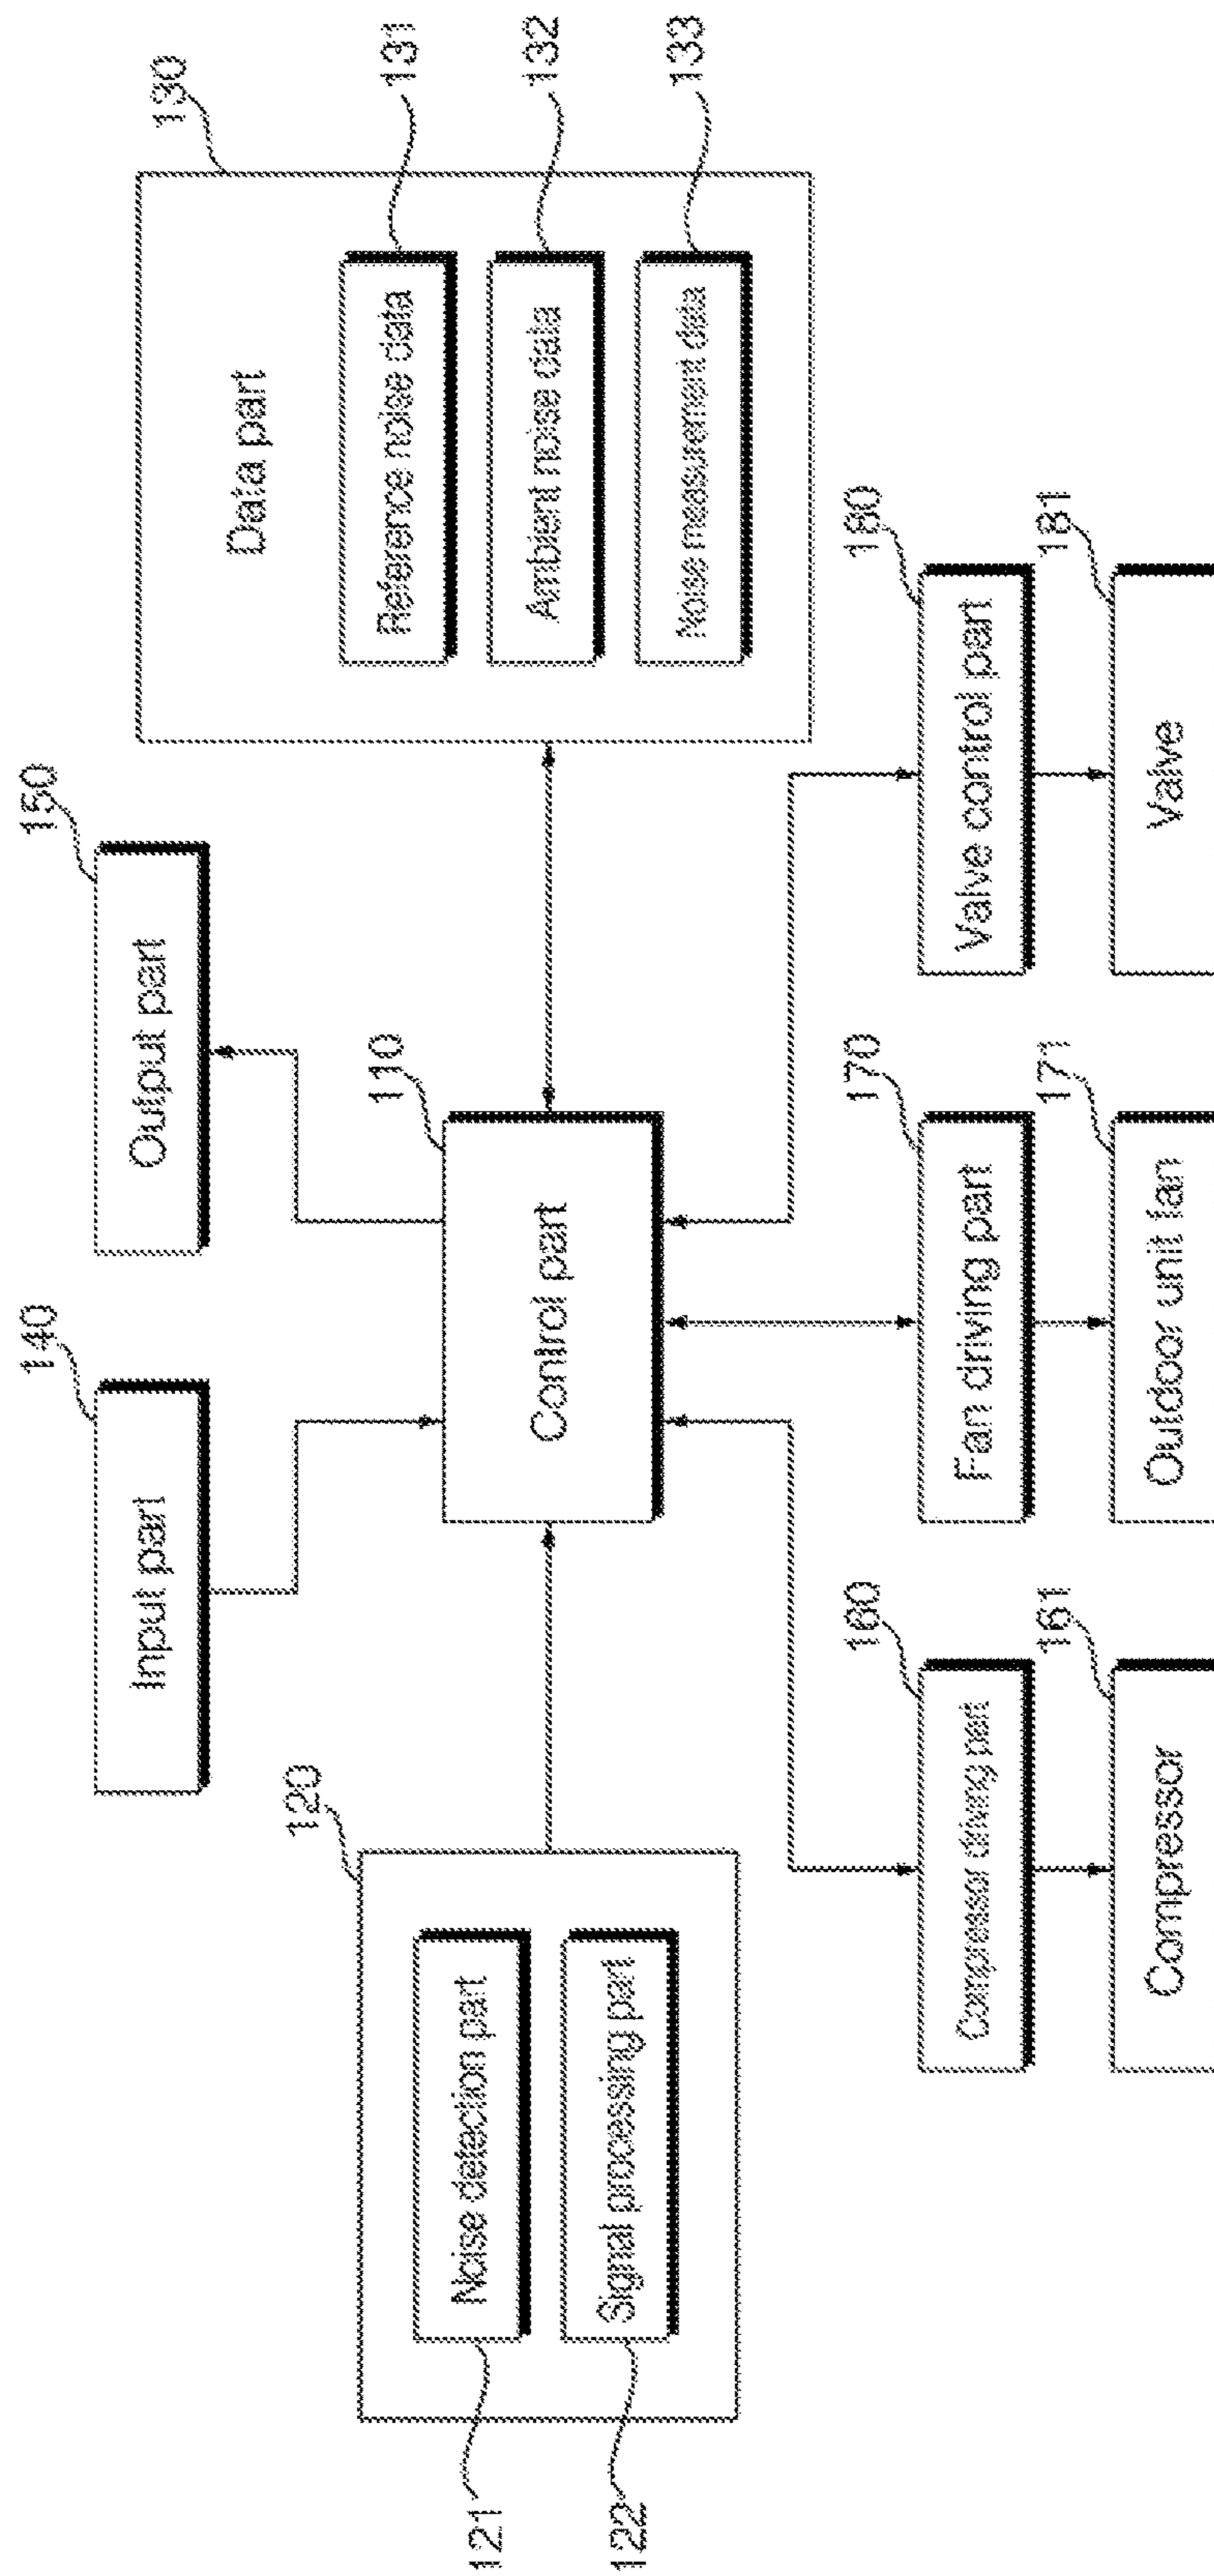 140
Input part
150
Output part
130
Data part
131
Reference noise data
132
Ambient noise data
133
Noise measurement data
120
121
Noise detection part
122
Signal processing part
110
Control part
160
Compressor driving part
161
Compressor
170
Fan driving part
171
Outdoor unit fan
180
Valve control part
181
Valve